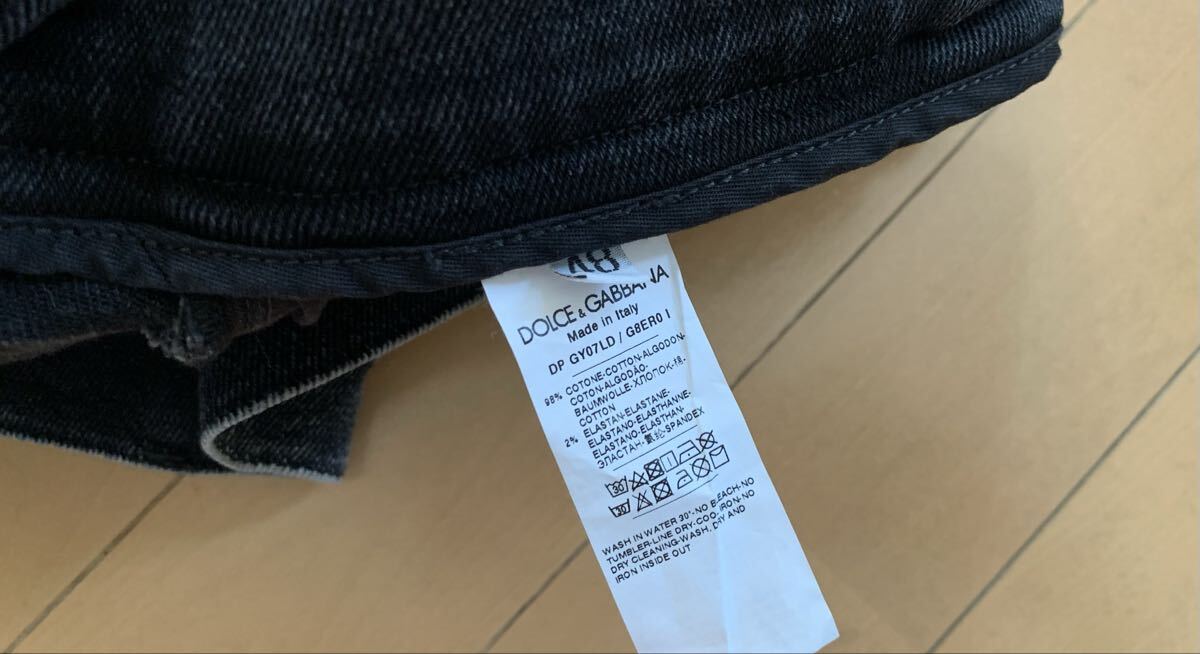 48
DOLCE & GABBANA
Made in Italy
DP GY07LD / G8ER0 I
98% COTONE-COTTON-ALGODON-
COTON-ALGODÃO-
BAUMWOLLE-ХЛОПОК-棉-
COTTON
2% ELASTAN-ELASTANE-
ELASTANO-ELASTHANNE-
ELASTANO-ELASTHAN-
ЭЛАСТАН-氨纶-SPANDEX
30
30
WASH IN WATER 30°-NO BLEACH-NO
TUMBLER-LINE DRY-COOL IRON-NO
DRY CLEANING-WASH, DRY AND
IRON INSIDE OUT